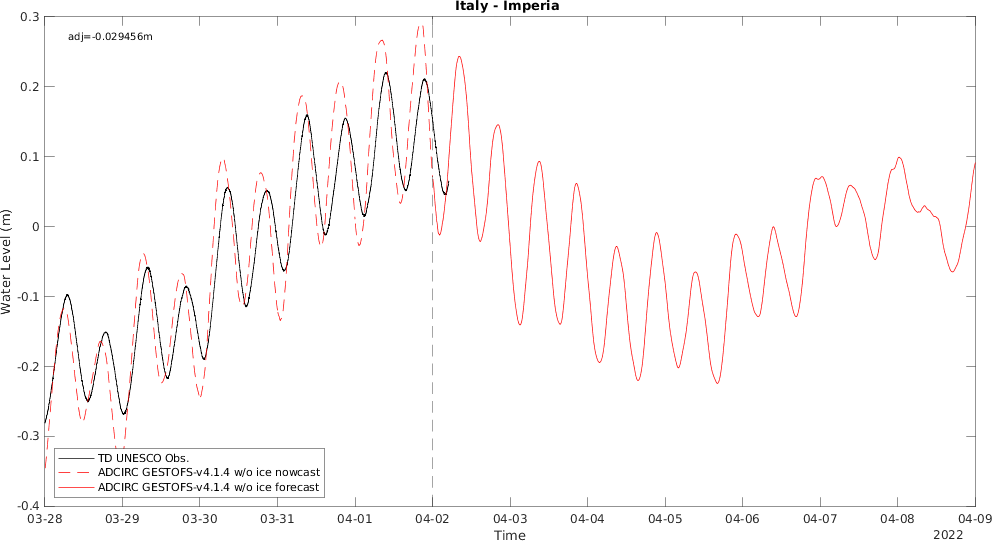 Italy - Imperia
adj=-0.029456m
0.3
0.2
0.1
0
-0.1
-0.2
-0.3
-0.4
Water Level (m)
TD UNESCO Obs.
ADCIRC GESTOFS-v4.1.4 w/o ice nowcast
ADCIRC GESTOFS-v4.1.4 w/o ice forecast
03-28 03-29 03-30 03-31 04-01 04-02 04-03 04-04 04-05 04-06 04-07 04-08 04-09
Time
2022